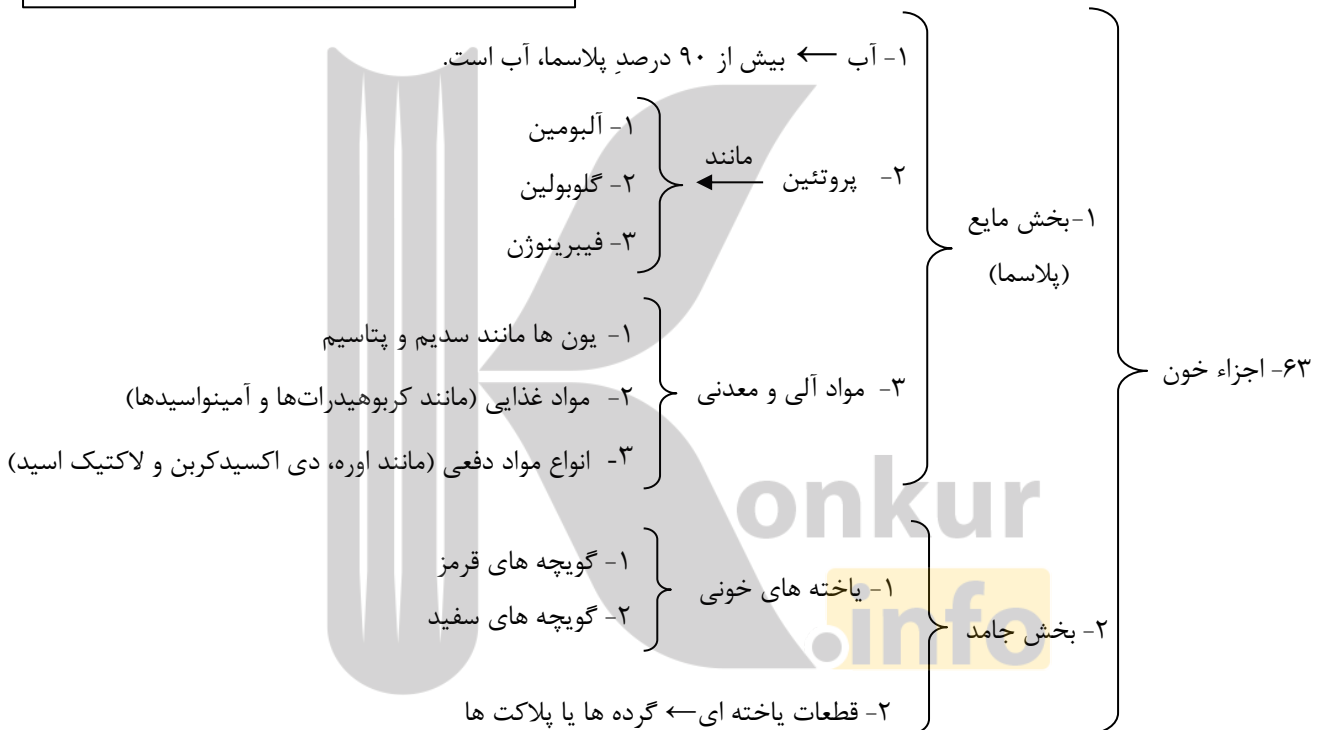 ۶۳- اجزاء خون
۱-بخش مایع
(پلاسما)
۱- آب ← بیش از ۹۰ درصدِ پلاسما، آب است.
۲- پروتئین
مانند
۱- آلبومین
۲- گلوبولین
۳- فیبرینوژن
۳- مواد آلی و معدنی
۱- یون ها مانند سدیم و پتاسیم
۲- مواد غذایی (مانند کربوهیدرات‌ها و آمینواسیدها)
۳- انواع مواد دفعی (مانند اوره، دی اکسیدکربن و لاکتیک اسید)
۲- بخش جامد
۱- یاخته های خونی
۱- گویچه های قرمز
۲- گویچه های سفید
۲- قطعات یاخته ای← گرده ها یا پلاکت ها
Konkur
.info